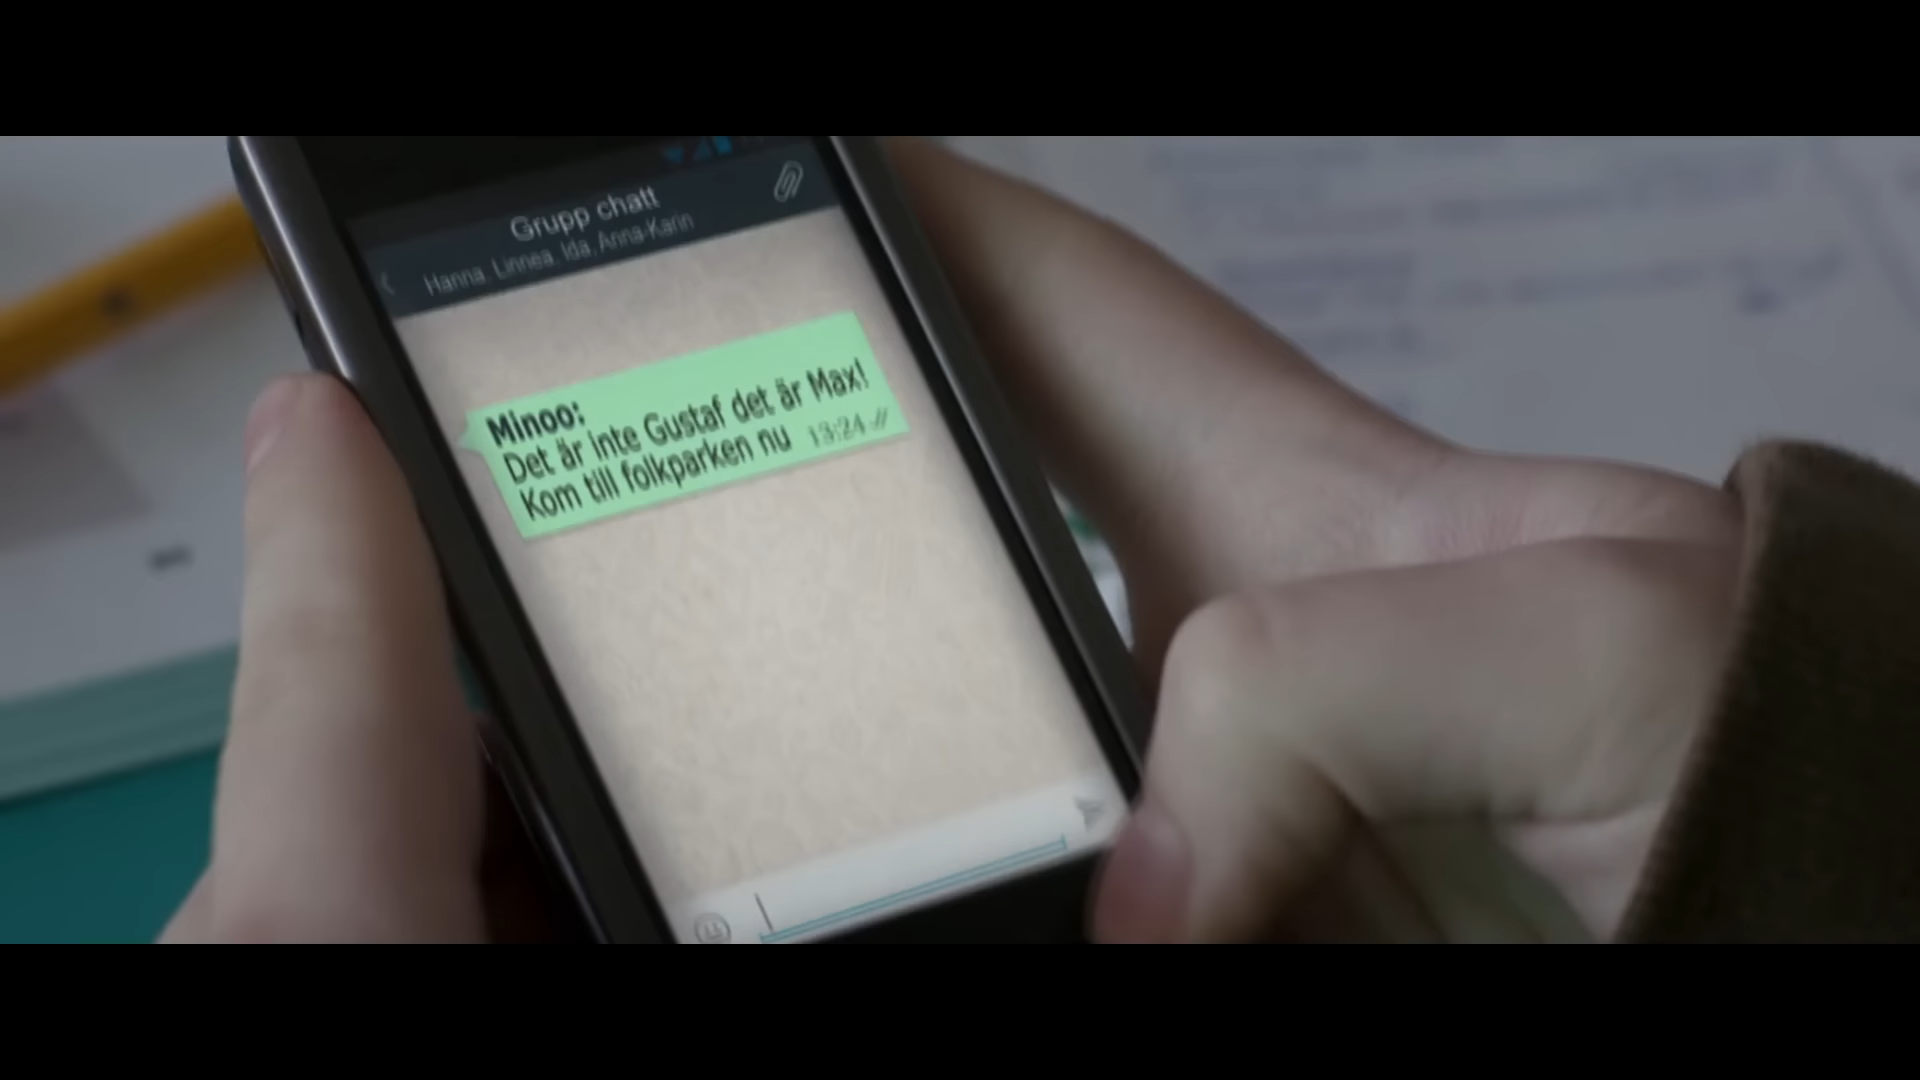 Grupp chatt
Hanna, Linnea, Ida, Anna-Karin
Minoo:
Det är inte Gustaf det är Max!
Kom till folkparken nu 13:24